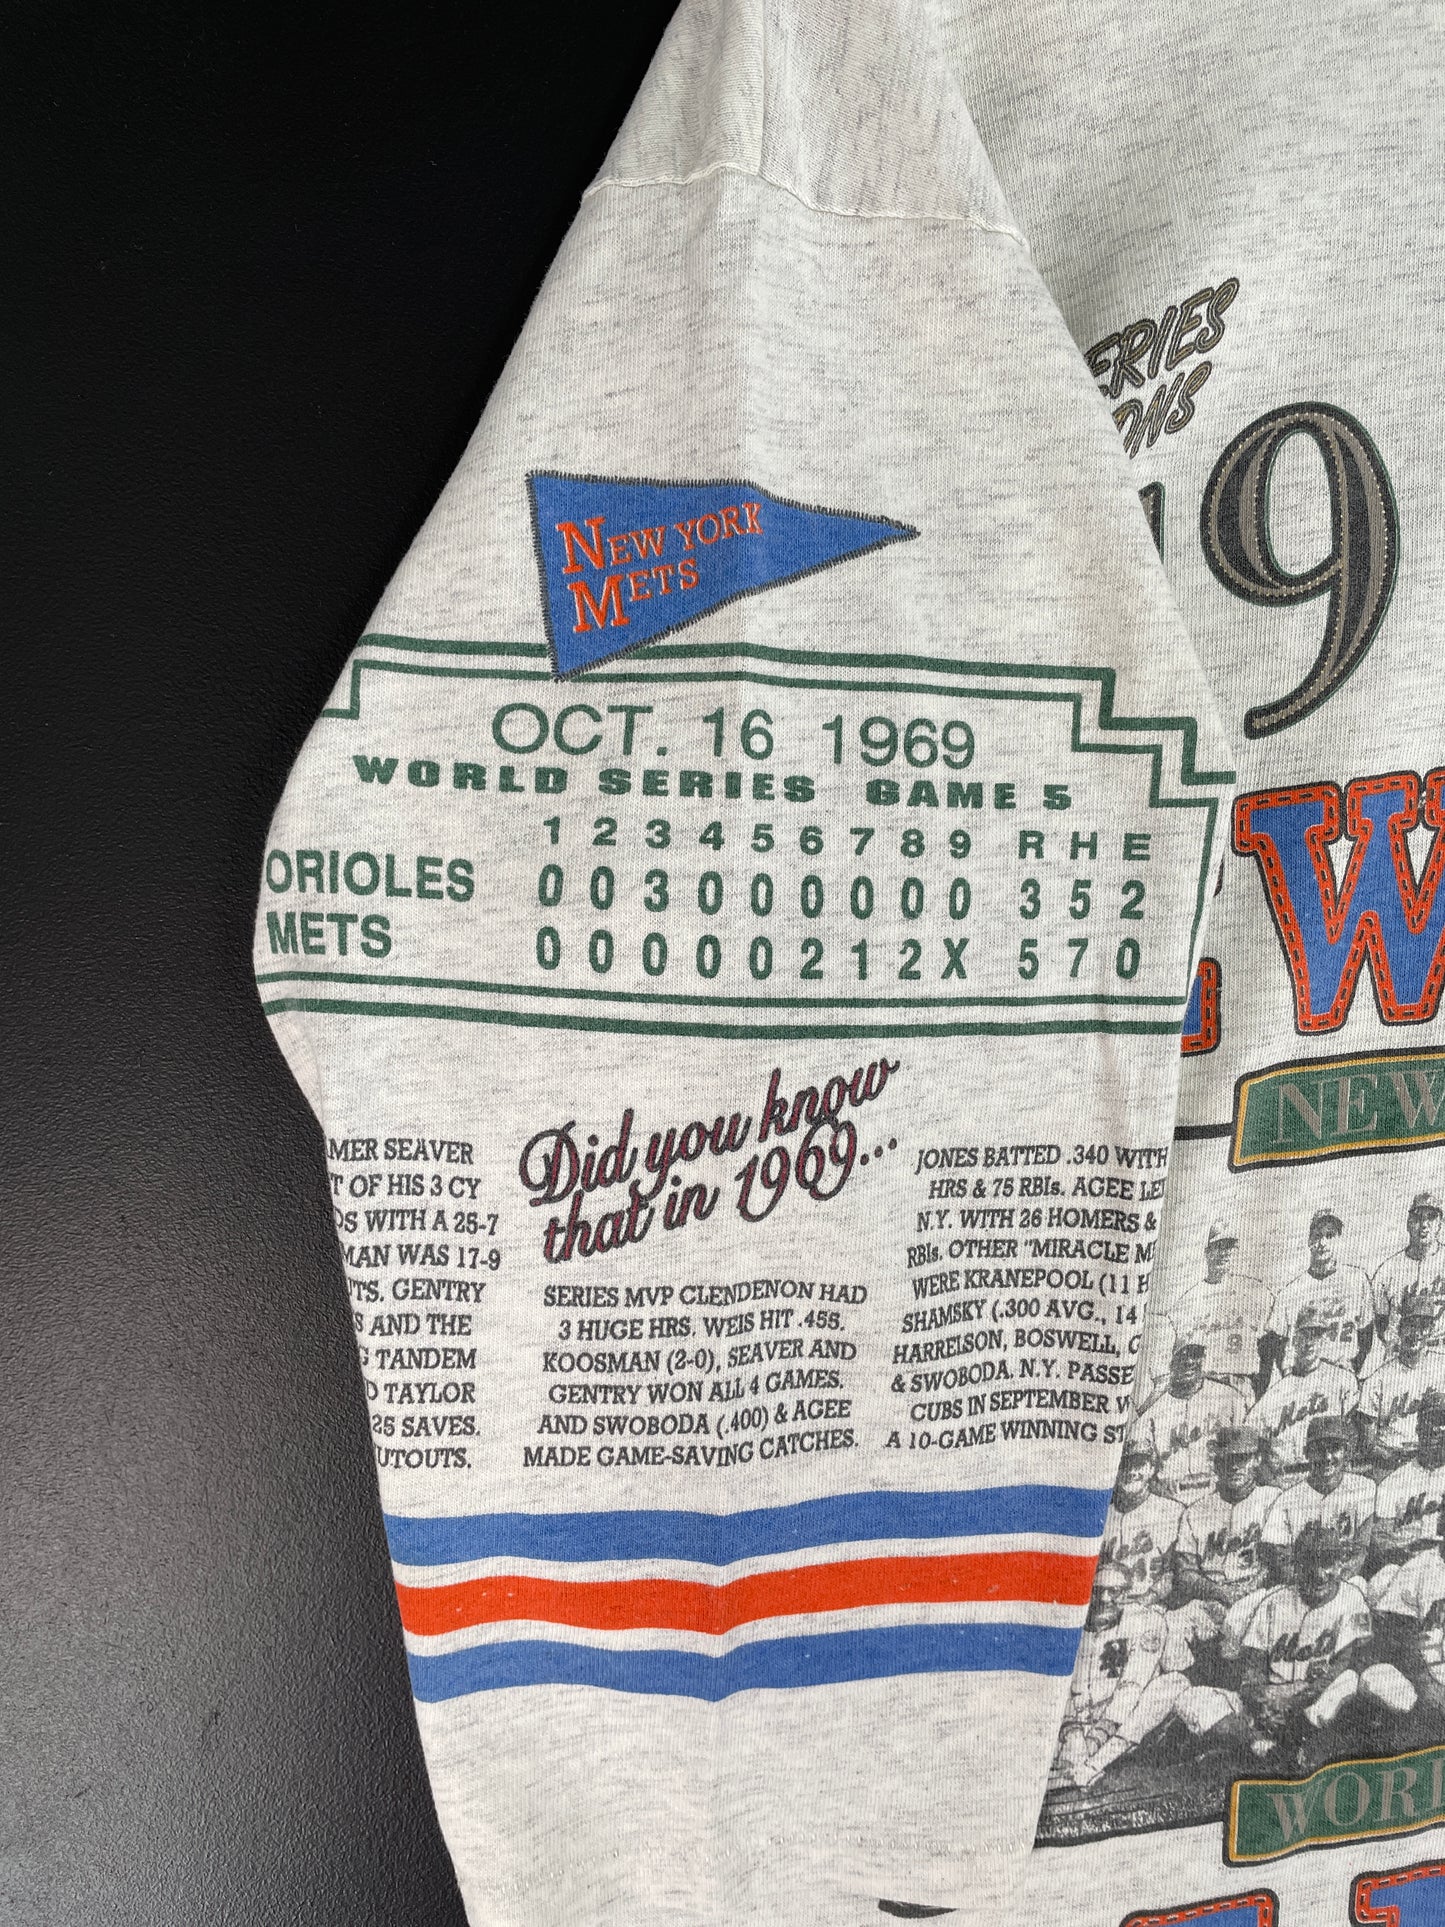 NEW YORK
METS
OCT. 16 1969
WORLD SERIES GAME 5
1 2 3 4 5 6 7 8 9 R H E
ORIOLES 0 0 3 0 0 0 0 0 0 3 5 2
METS 0 0 0 0 0 2 1 2 X 5 7 0
Did you know
that in 1969...
MER SEAVER
T OF HIS 3 CY
DS WITH A 25-7
MAN WAS 17-9
TS. GENTRY
S AND THE
G TANDEM
D TAYLOR
25 SAVES.
UTOUTS.
SERIES MVP CLENDENON HAD
3 HUGE HRS. WEIS HIT .455.
KOOSMAN (2-0), SEAVER AND
GENTRY WON ALL 4 GAMES.
AND SWOBODA (.400) & AGEE
MADE GAME-SAVING CATCHES.
JONES BATTED .340 WITH
HRS & 75 RBIs. AGEE LE
N.Y. WITH 26 HOMERS &
RBIs. OTHER "MIRACLE M
WERE KRANEPOOL (11 H
SHAMSKY (.300 AVG., 14
HARRELSON, BOSWELL, C
& SWOBODA. N.Y. PASSE
CUBS IN SEPTEMBER W
A 10-GAME WINNING ST
ERIES
ONS
19
W
NEW
Mets
WORL